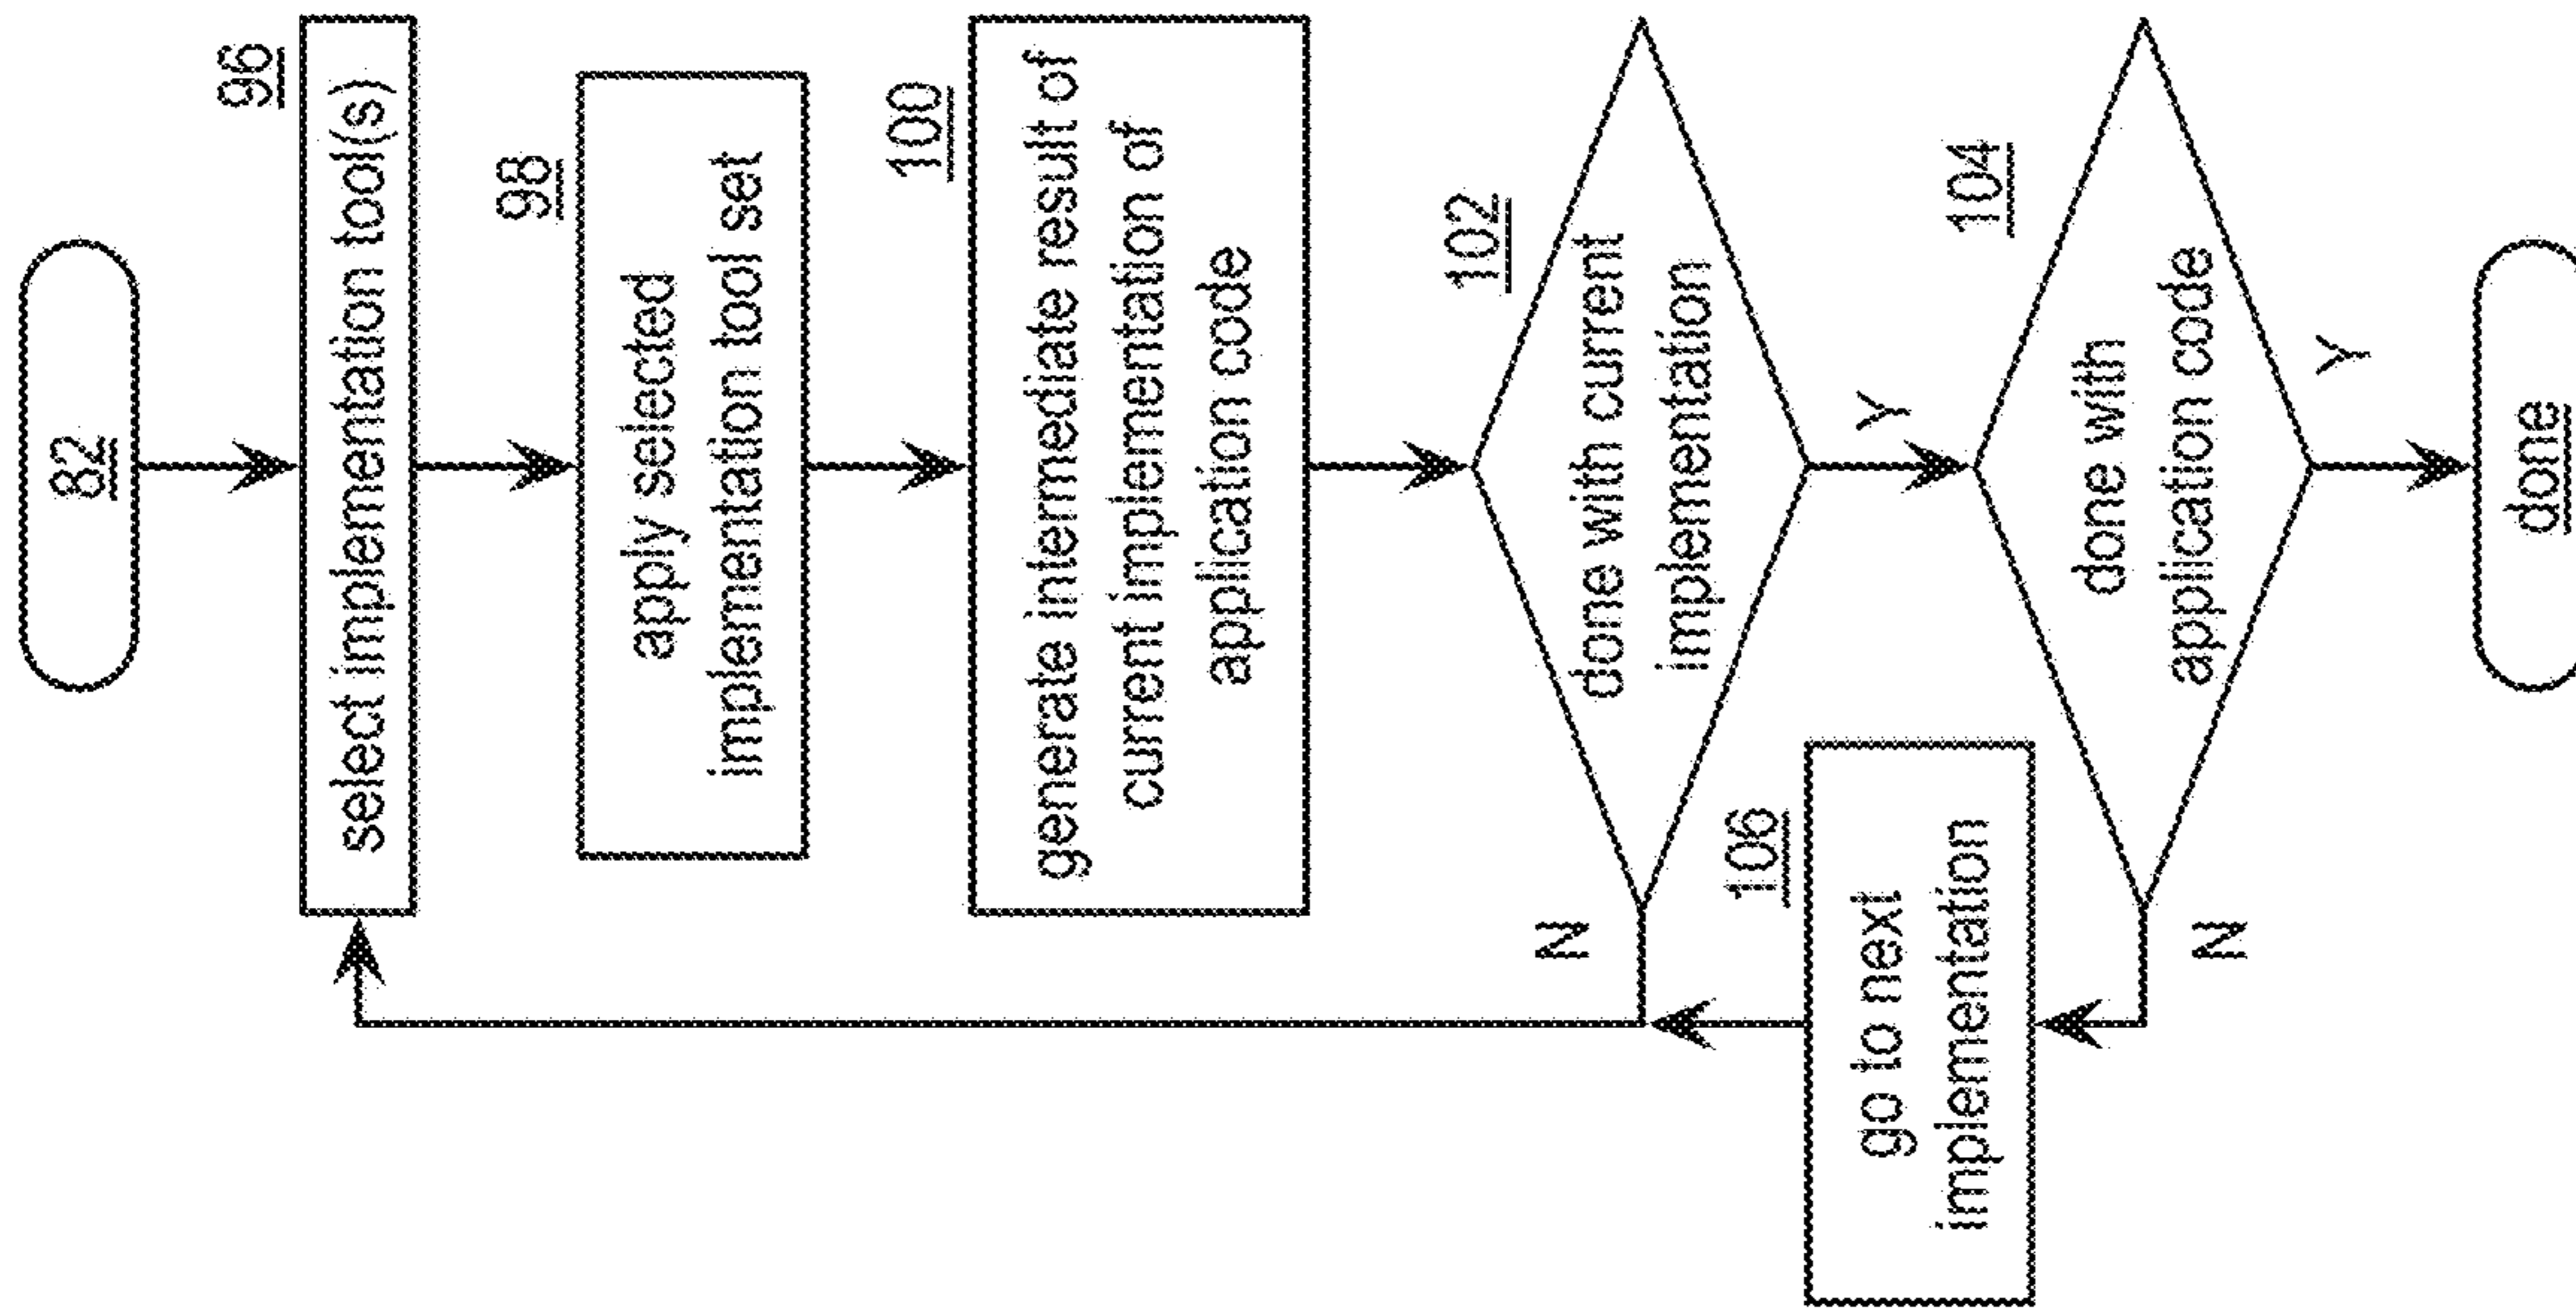 82
96
select implementation tool(s)
98
apply selected
implementation tool set
100
generate intermediate result of
current implementation of
application code
102
done with current
implementation
N
Y
104
done with
application code
N
Y
106
go to next
implementation
done